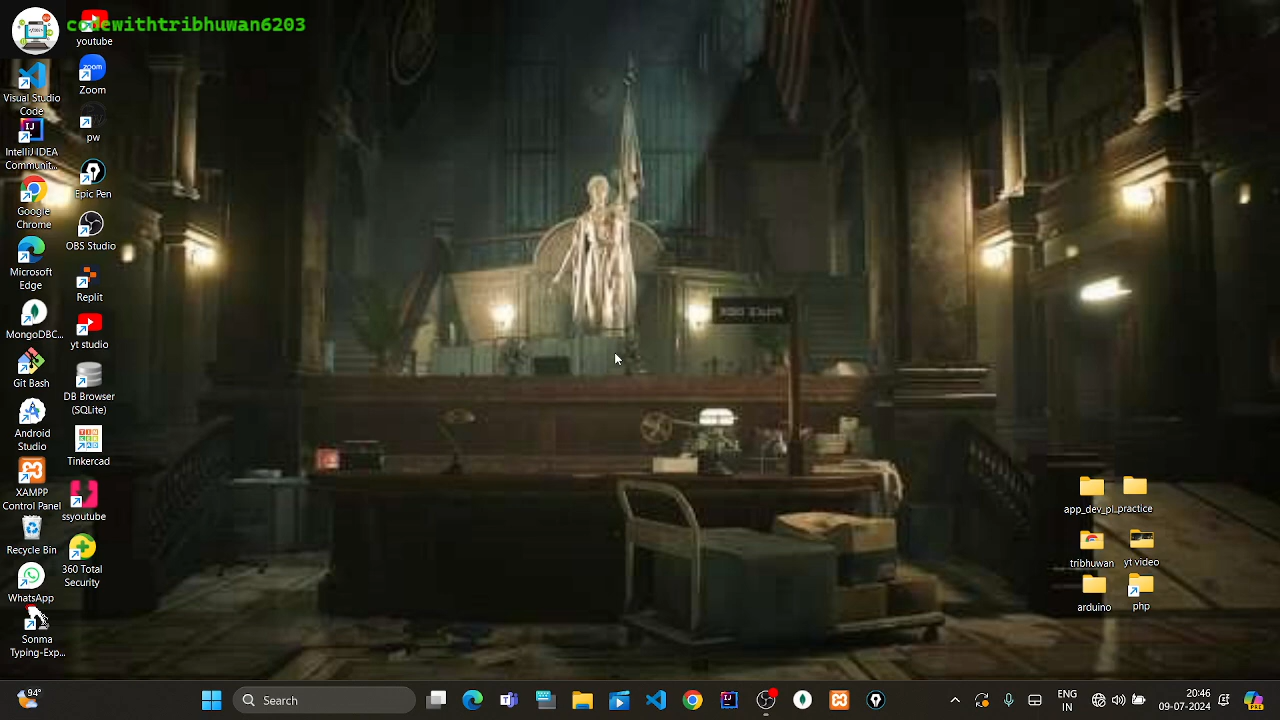 codewithtribhuwan6203
youtube
Visual Studio
Code
Zoom
IntelliJ IDEA
Communit...
pw
Google
Chrome
Epic Pen
Microsoft
Edge
OBS Studio
MongoDBC...
Replit
Git Bash
yt studio
Android
Studio
DB Browser
(SQLite)
XAMPP
Control Panel
Tinkercad
Recycle Bin
ssyoutube
WhatsApp
360 Total
Security
Sonma
Typing-Exp...
app_dev_pl...
practice
tribhuwan
yt video
arduino
php
94°
Search
ENG
IN
20:46
09-07-2024